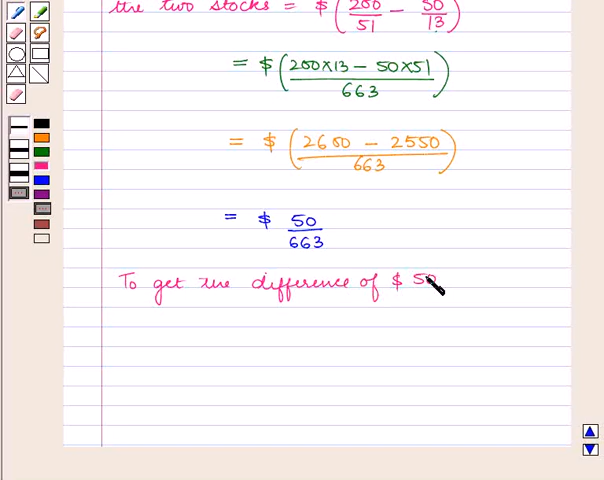 the two stocks = $ (200/51 - 50/13)
= $ (200×13 - 50×51/663)
= $ (2600 - 2550/663)
= $ 50/663
To get the difference of $ 50